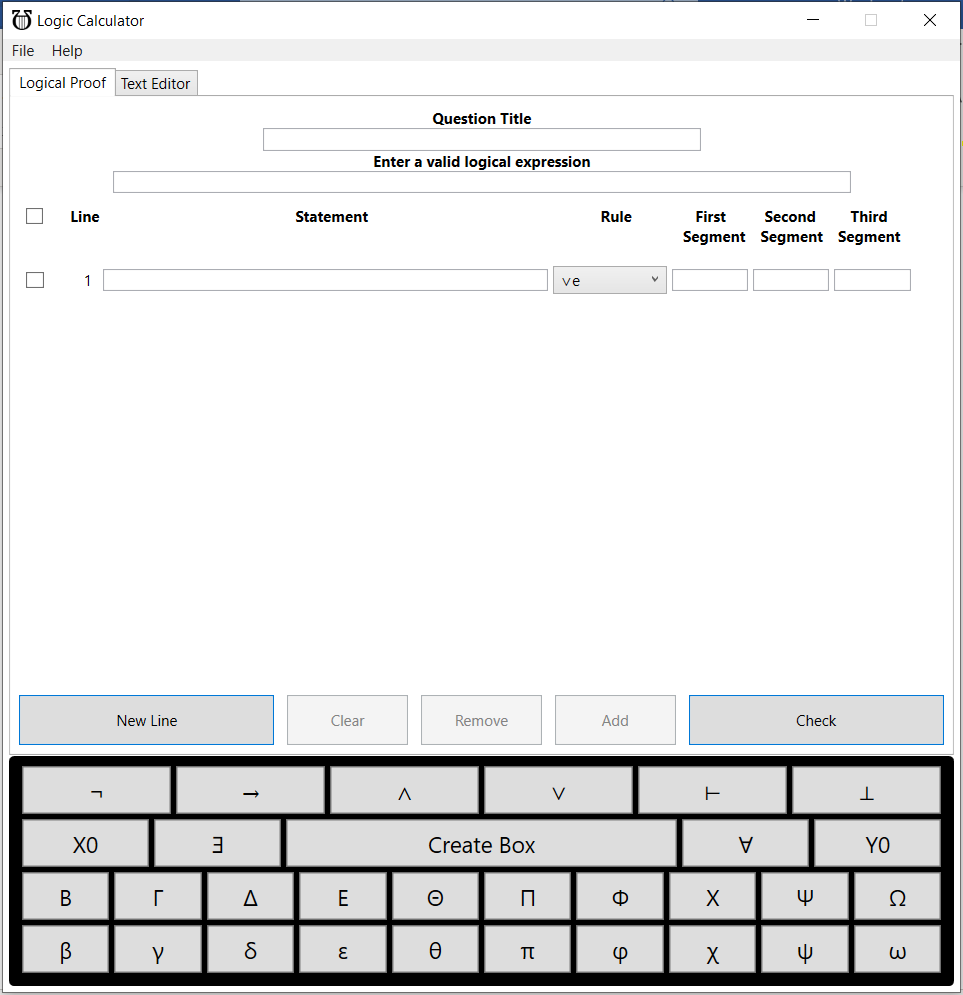 Logic Calculator
File Help
Logical Proof Text Editor
Question Title
Enter a valid logical expression
Line Statement Rule First Segment Second Segment Third Segment
1 ∨e
New Line Clear Remove Add Check
¬ → ∧ ∨ ⊢ ⊥
X0 ∃ Create Box ∀ Y0
Β Γ Δ Ε Θ Π Φ Χ Ψ Ω
β γ δ ε θ π φ χ ψ ω